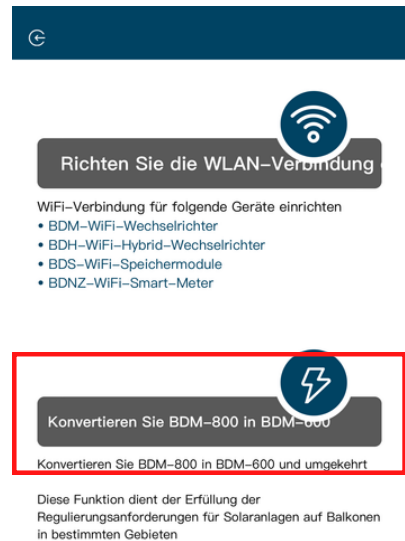 Richten Sie die WLAN-Verbindung
WiFi-Verbindung für folgende Geräte einrichten
• BDM-WiFi-Wechselrichter
• BDH-WiFi-Hybrid-Wechselrichter
• BDS-WiFi-Speichermodule
• BDNZ-WiFi-Smart-Meter
Konvertieren Sie BDM-800 in BDM-600
Konvertieren Sie BDM-800 in BDM-600 und umgekehrt
Diese Funktion dient der Erfüllung der
Regulierungsanforderungen für Solaranlagen auf Balkonen
in bestimmten Gebieten